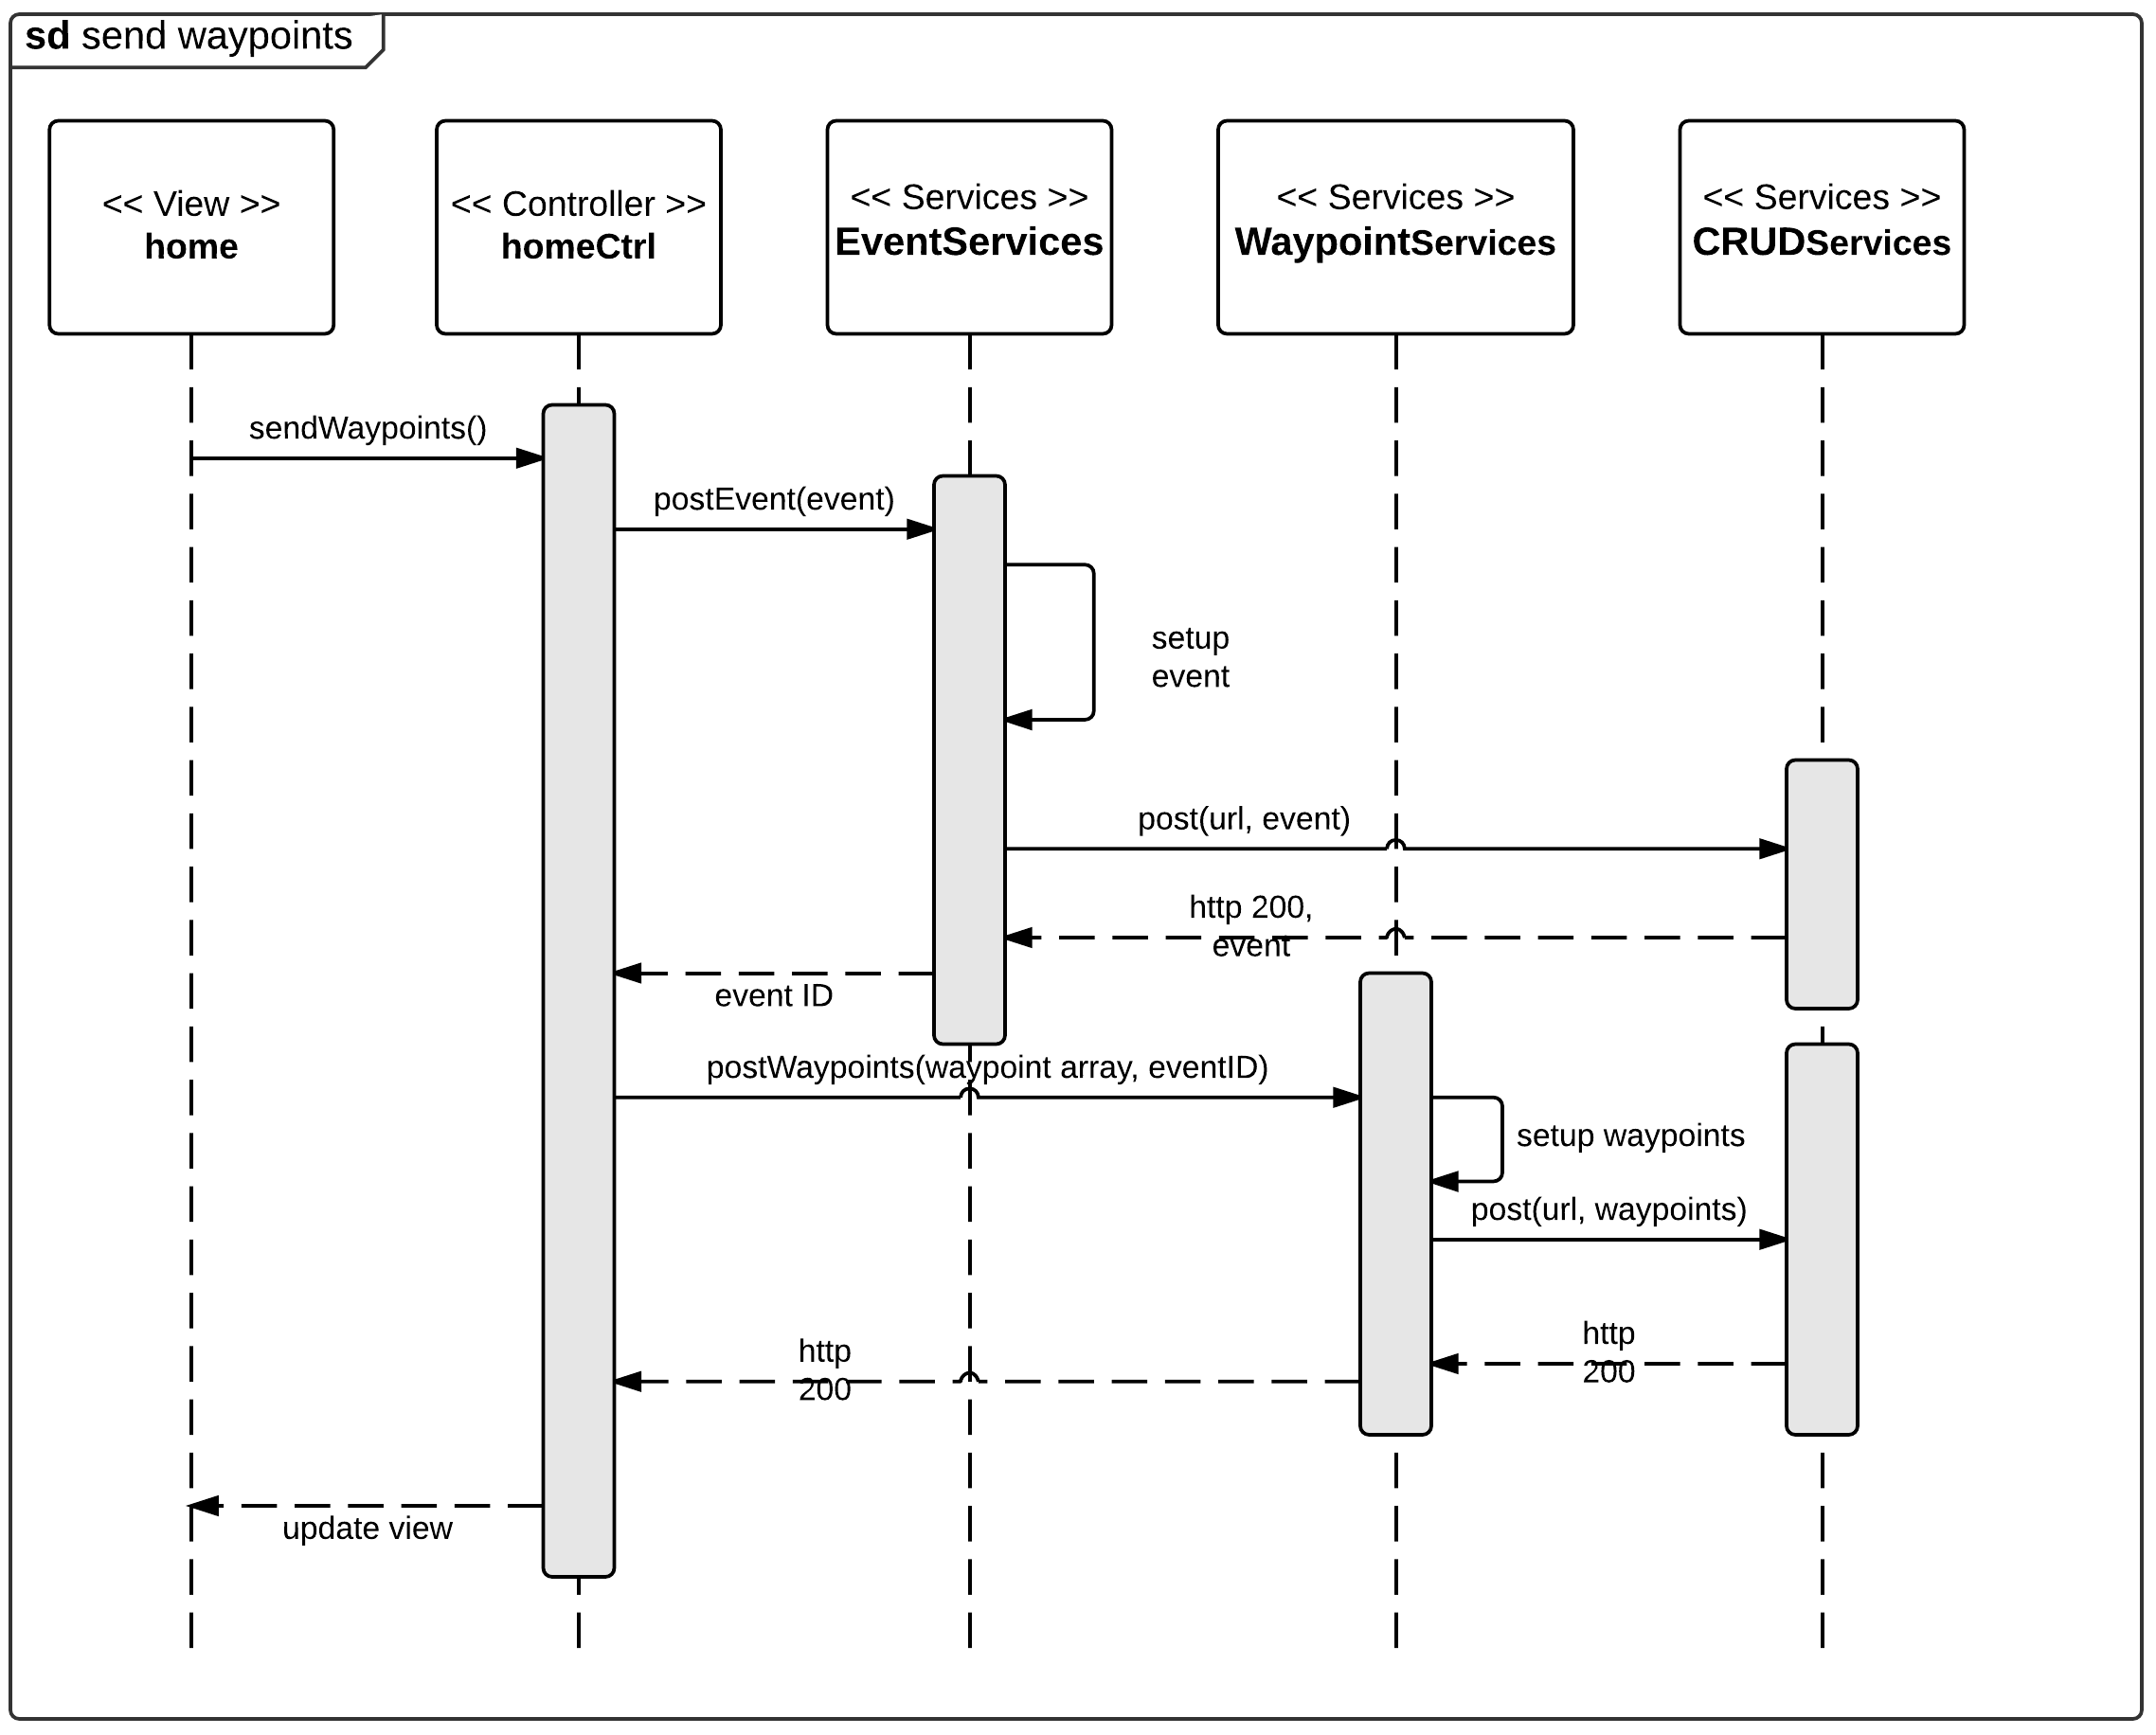 sd send waypoints
<< View >>
home
<< Controller >>
homeCtrl
<< Services >>
EventServices
<< Services >>
WaypointServices
<< Services >>
CRUDServices
sendWaypoints()
postEvent(event)
setup
event
post(url, event)
http 200,
event
event ID
postWaypoints(waypoint array, eventID)
setup waypoints
post(url, waypoints)
http
200
http
200
update view